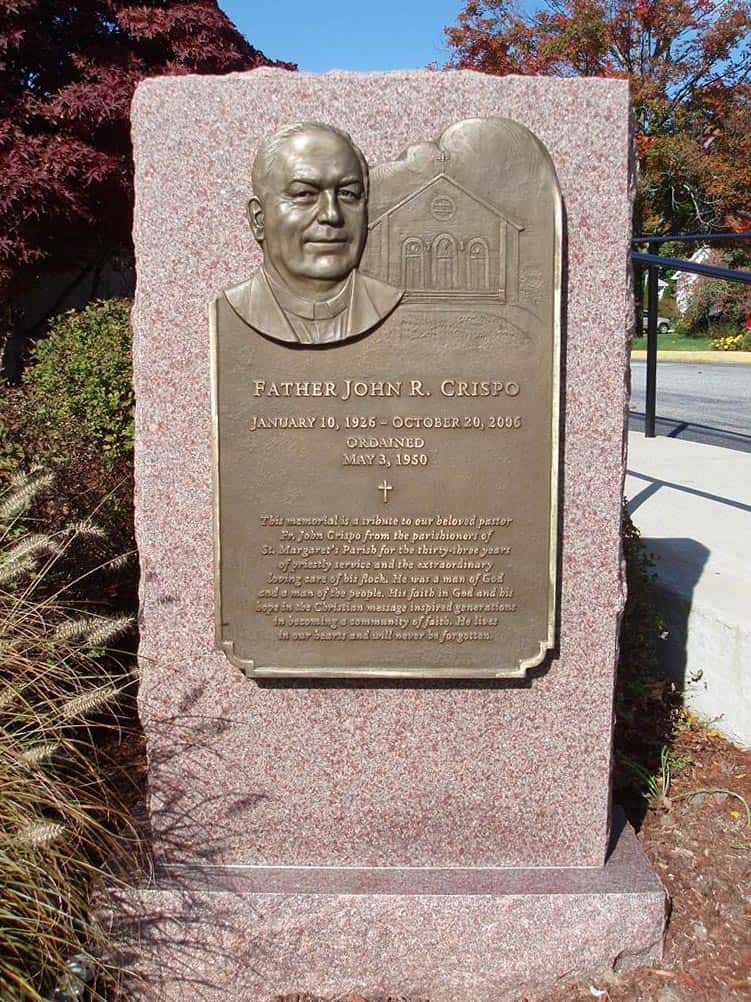 FATHER JOHN R. CRISPO
JANUARY 10, 1926 – OCTOBER 20, 2006
ORDAINED
MAY 3, 1950
This memorial is a tribute to our beloved pastor
Fr. John Crispo from the parishioners of
St. Margaret's Parish for the thirty-three years
of priestly service and the extraordinary
loving care of his flock. He was a man of God
and a man of the people. His faith in God and his
hope in the Christian message inspired generations
in becoming a community of faith. He lives
in our hearts and will never be forgotten.